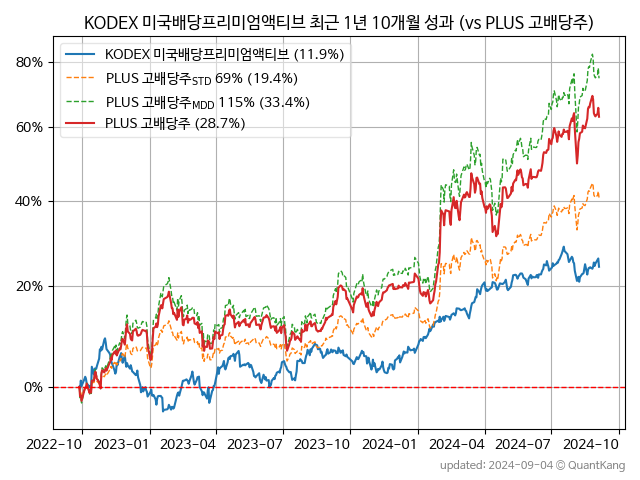 KODEX 미국배당프리미엄액티브 최근 1년 10개월 성과 (vs PLUS 고배당주)
KODEX 미국배당프리미엄액티브 (11.9%)
PLUS 고배당주STD 69% (19.4%)
PLUS 고배당주MDD 115% (33.4%)
PLUS 고배당주 (28.7%)
80%
60%
40%
20%
0%
2022-10 2023-01 2023-04 2023-07 2023-10 2024-01 2024-04 2024-07 2024-10
updated: 2024-09-04 © QuantKang